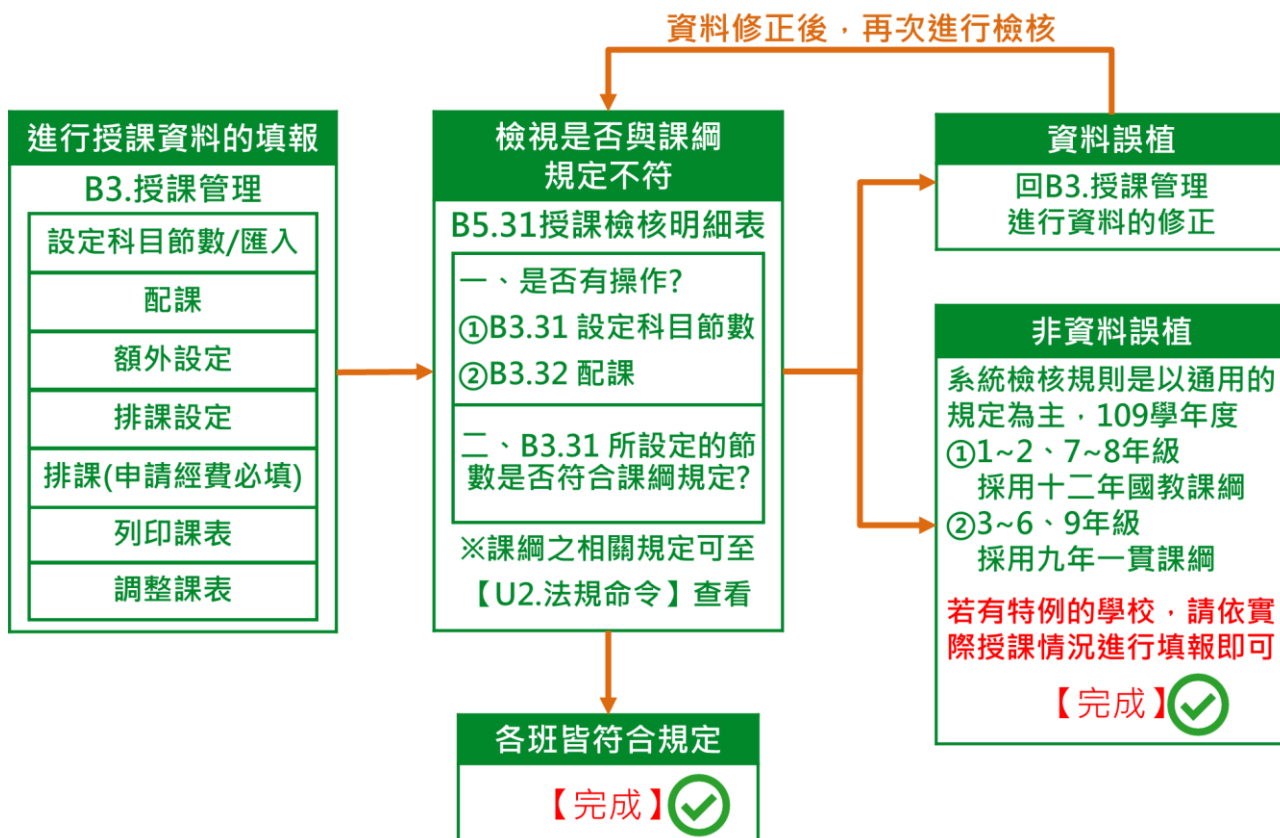 資料修正後，再次進行檢核
進行授課資料的填報
B3.授課管理
設定科目節數/匯入
配課
額外設定
排課設定
排課(申請經費必填)
列印課表
調整課表
檢視是否與課綱
規定不符
B5.31授課檢核明細表
一、是否有操作?
①B3.31 設定科目節數
②B3.32 配課
二、B3.31 所設定的節
數是否符合課綱規定?
※課綱之相關規定可至
【U2.法規命令】查看
各班皆符合規定
【完成】
資料誤植
回B3.授課管理
進行資料的修正
非資料誤植
系統檢核規則是以通用的
規定為主，109學年度
①1~2、7~8年級
採用十二年國教課綱
②3~6、9年級
採用九年一貫課綱
若有特例的學校，請依實
際授課情況進行填報即可
【完成】